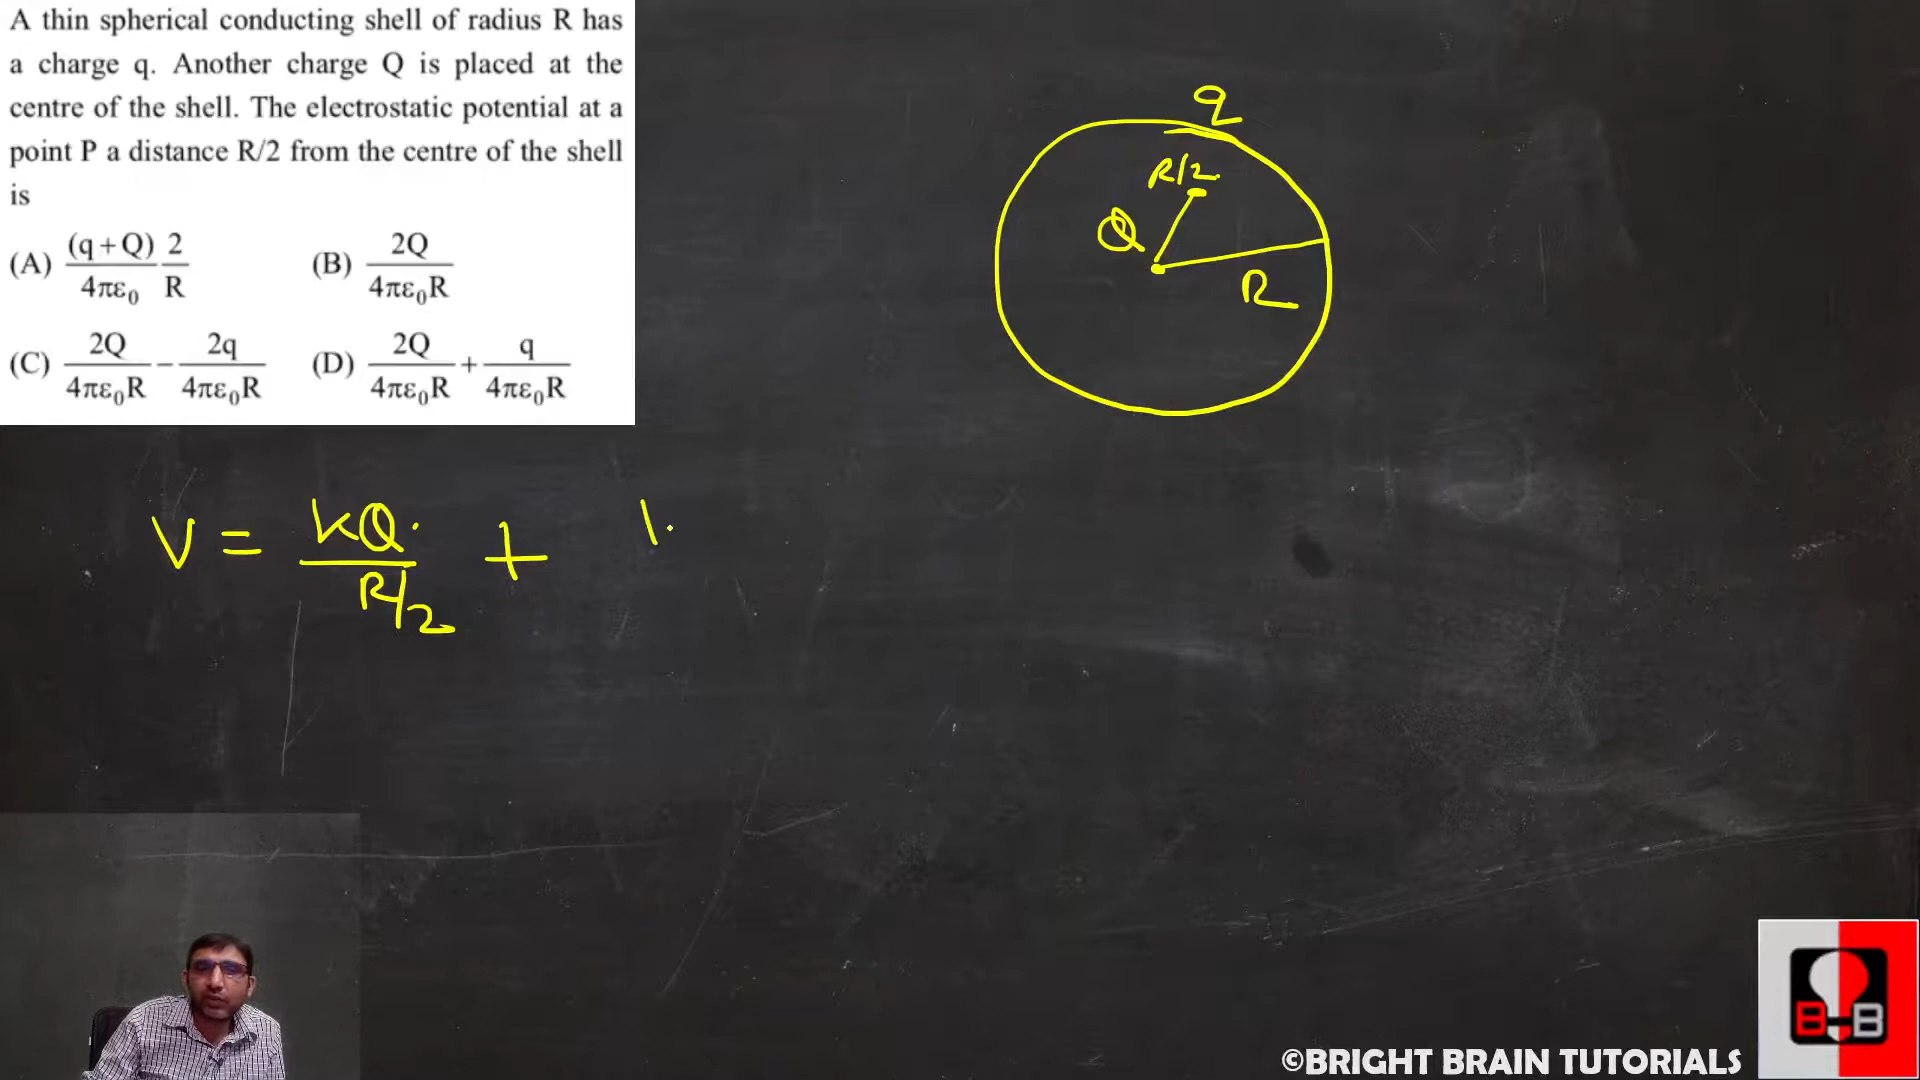 A thin spherical conducting shell of radius R has
a charge q. Another charge Q is placed at the
centre of the shell. The electrostatic potential at a
point P a distance R/2 from the centre of the shell
is
(A) (q+Q)/4πε₀ 2/R (B) 2Q/4πε₀R
(C) 2Q/4πε₀R − 2q/4πε₀R (D) 2Q/4πε₀R + q/4πε₀R
q
R/2
Q
R
V = kQ/R/2 +
B B
©BRIGHT BRAIN TUTORIALS